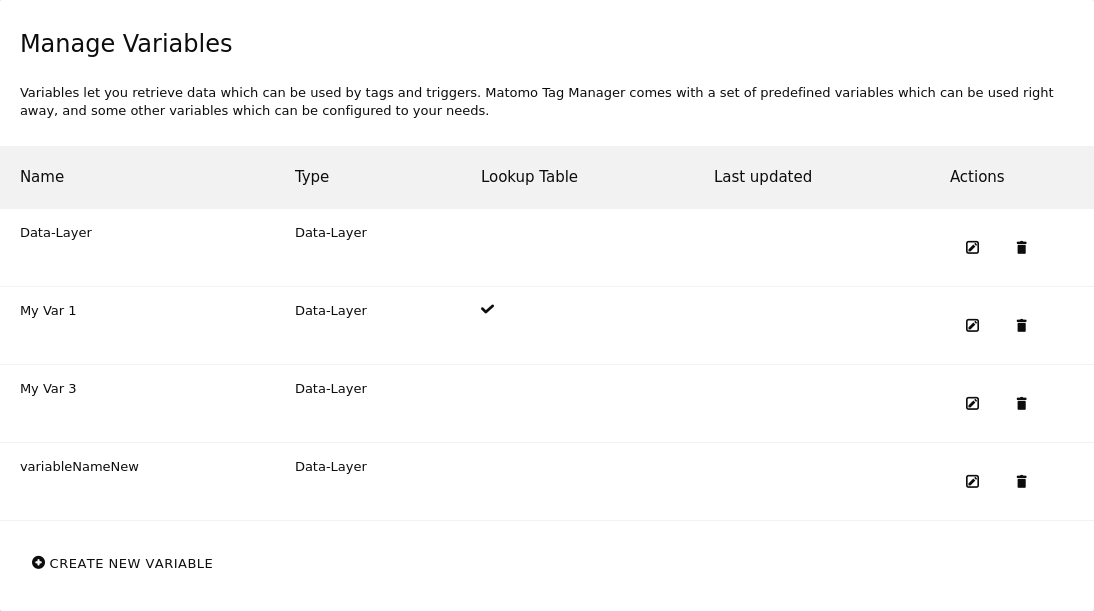 Manage Variables
Variables let you retrieve data which can be used by tags and triggers. Matomo Tag Manager comes with a set of predefined variables which can be used right
away, and some other variables which can be configured to your needs.
Name Type Lookup Table Last updated Actions
Data-Layer Data-Layer
My Var 1 Data-Layer
My Var 3 Data-Layer
variableNameNew Data-Layer
CREATE NEW VARIABLE